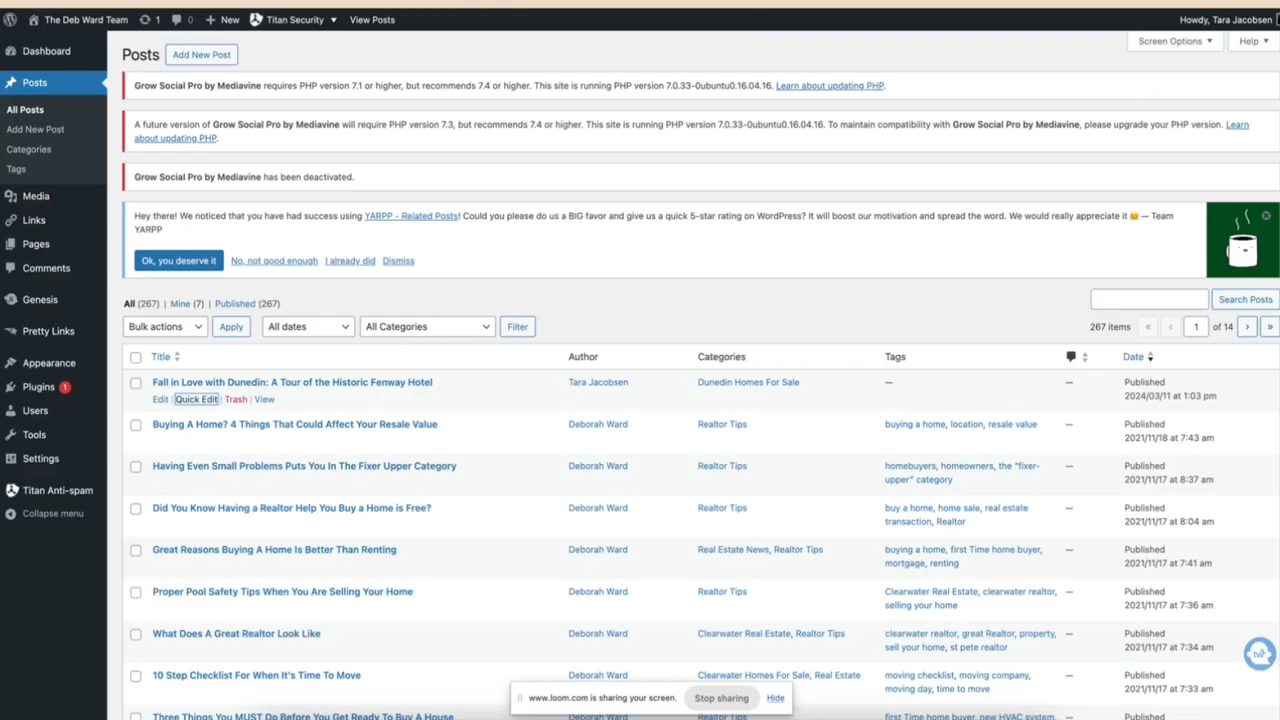 The Deb Ward Team 1 0 New Titan Security View Posts Howdy, Tara Jacobsen
Dashboard
Posts
All Posts
Add New Post
Categories
Tags
Media
Links
Pages
Comments
Genesis
Pretty Links
Appearance
Plugins 1
Users
Tools
Settings
Titan Anti-spam
Collapse menu
Screen Options Help
Posts Add New Post
Grow Social Pro by Mediavine requires PHP version 7.1 or higher, but recommends 7.4 or higher. This site is running PHP version 7.0.33-0ubuntu0.16.04.16. Learn about updating PHP.
A future version of Grow Social Pro by Mediavine will require PHP version 7.3, but recommends 7.4 or higher. This site is running PHP version 7.0.33-0ubuntu0.16.04.16. To maintain compatibility with Grow Social Pro by Mediavine, please upgrade your PHP version. Learn
about updating PHP.
Grow Social Pro by Mediavine has been deactivated.
Hey there! We noticed that you have had success using YARPP - Related Posts! Could you please do us a BIG favor and give us a quick 5-star rating on WordPress? It will boost our motivation and spread the word. We would really appreciate it 😊 — Team
YARPP
Ok, you deserve it No, not good enough I already did Dismiss
All (267) | Mine (7) | Published (267)
Search Posts
Bulk actions Apply All dates All Categories Filter 267 items « ‹ 1 of 14 › »
Title Author Categories Tags Date
Fall in Love with Dunedin: A Tour of the Historic Fenway Hotel Tara Jacobsen Dunedin Homes For Sale — — Published
Edit | Quick Edit | Trash | View 2024/03/11 at 1:03 pm
Buying A Home? 4 Things That Could Affect Your Resale Value Deborah Ward Realtor Tips buying a home, location, resale value — Published
2021/11/18 at 7:43 am
Having Even Small Problems Puts You In The Fixer Upper Category Deborah Ward Realtor Tips homebuyers, homeowners, the "fixer- — Published
upper" category 2021/11/17 at 8:37 am
Did You Know Having a Realtor Help You Buy a Home is Free? Deborah Ward Realtor Tips buy a home, home sale, real estate — Published
transaction, Realtor 2021/11/17 at 8:04 am
Great Reasons Buying A Home Is Better Than Renting Deborah Ward Real Estate News, Realtor Tips buying a home, first Time home buyer, — Published
mortgage, renting 2021/11/17 at 7:41 am
Proper Pool Safety Tips When You Are Selling Your Home Deborah Ward Realtor Tips Clearwater Real Estate, clearwater realtor, — Published
selling your home 2021/11/17 at 7:36 am
What Does A Great Realtor Look Like Deborah Ward Clearwater Real Estate, Realtor Tips clearwater realtor, great Realtor, property, — Published
sell your home, st pete realtor 2021/11/17 at 7:34 am
10 Step Checklist For When It's Time To Move Deborah Ward Clearwater Homes For Sale, Real Estate moving checklist, moving company, — Published
moving day, time to move 2021/11/17 at 7:33 am
www.loom.com is sharing your screen. Stop sharing Hide
Three Things You MUST Do Before You Get Ready To Buy A House Deborah Ward first Time home buyer, new HVAC system, Published